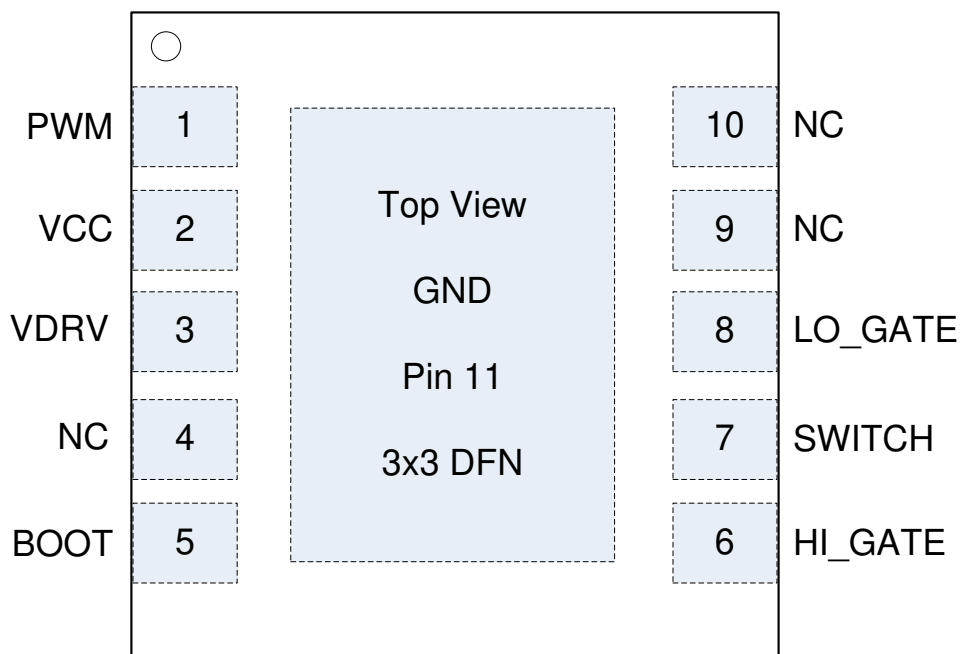 PWM 1 10 NC
VCC 2 9 NC
VDRV 3 8 LO_GATE
NC 4 7 SWITCH
BOOT 5 6 HI_GATE
Top View
GND
Pin 11
3x3 DFN